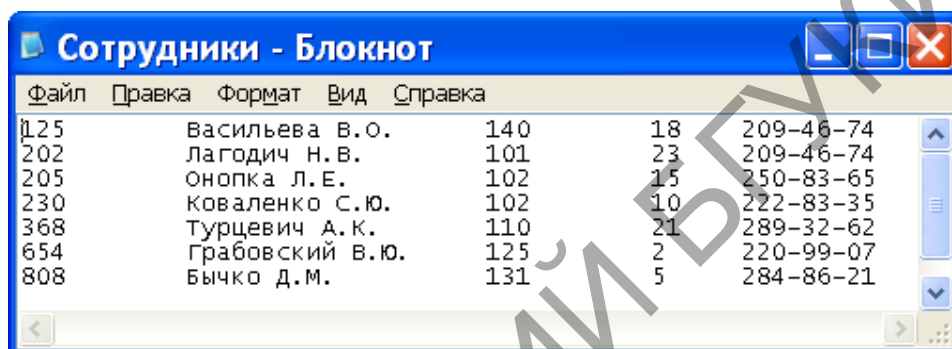 Сотрудники - Блокнот
Файл Правка Формат Вид Справка
125 Васильева В.О. 140 18 209-46-74
202 Лагодич Н.В. 101 23 209-46-74
205 Онопка Л.Е. 102 15 250-83-65
230 Коваленко С.Ю. 102 10 222-83-35
368 Турцевич А.К. 110 21 289-32-62
654 Грабовский В.Ю. 125 2 220-99-07
808 Бычко Д.М. 131 5 284-86-21
ИЙ БГУКИ